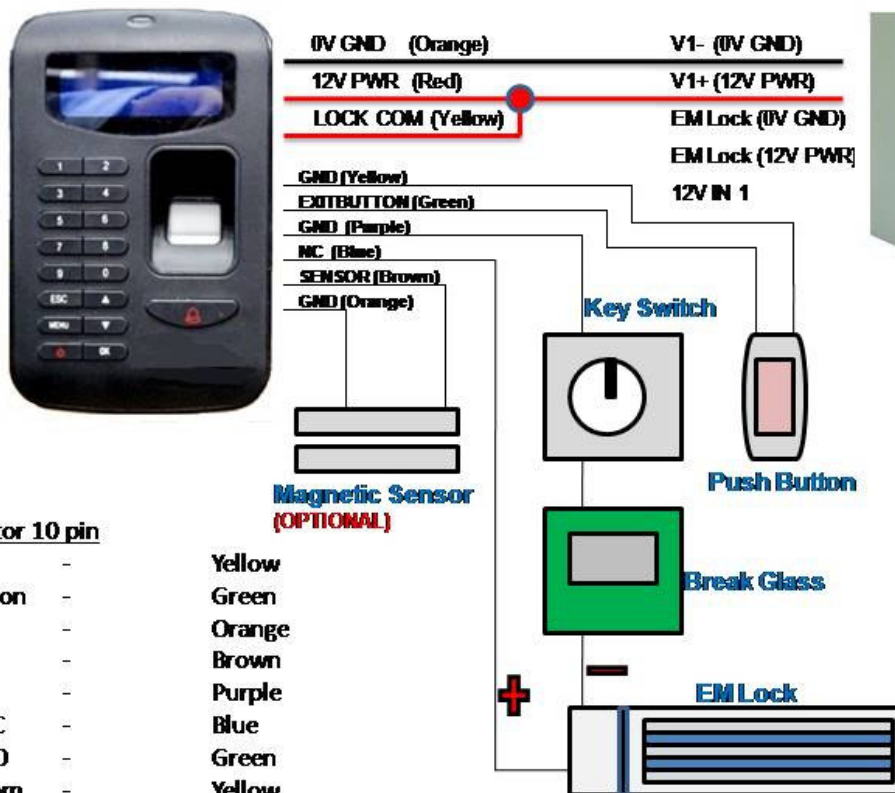 0V GND (Orange) V1- (0V GND)
12V PWR (Red) V1+ (12V PWR)
LOCK COM (Yellow) EM Lock (0V GND)
EM Lock (12V PWR)
12V IN 1
GND (Yellow)
EXITBUTTON (Green)
GND (Purple)
NC (Blue)
SENSOR (Brown)
GND (Orange)
1 2
3 4
5 6
7 8
9 0
ESC
MENU
OK
Key Switch
Push Button
Magnetic Sensor
(OPTIONAL)
Break Glass
+ -
EM Lock
tor 10 pin
- Yellow
on - Green
- Orange
- Brown
- Purple
C - Blue
O - Green
om - Yellow